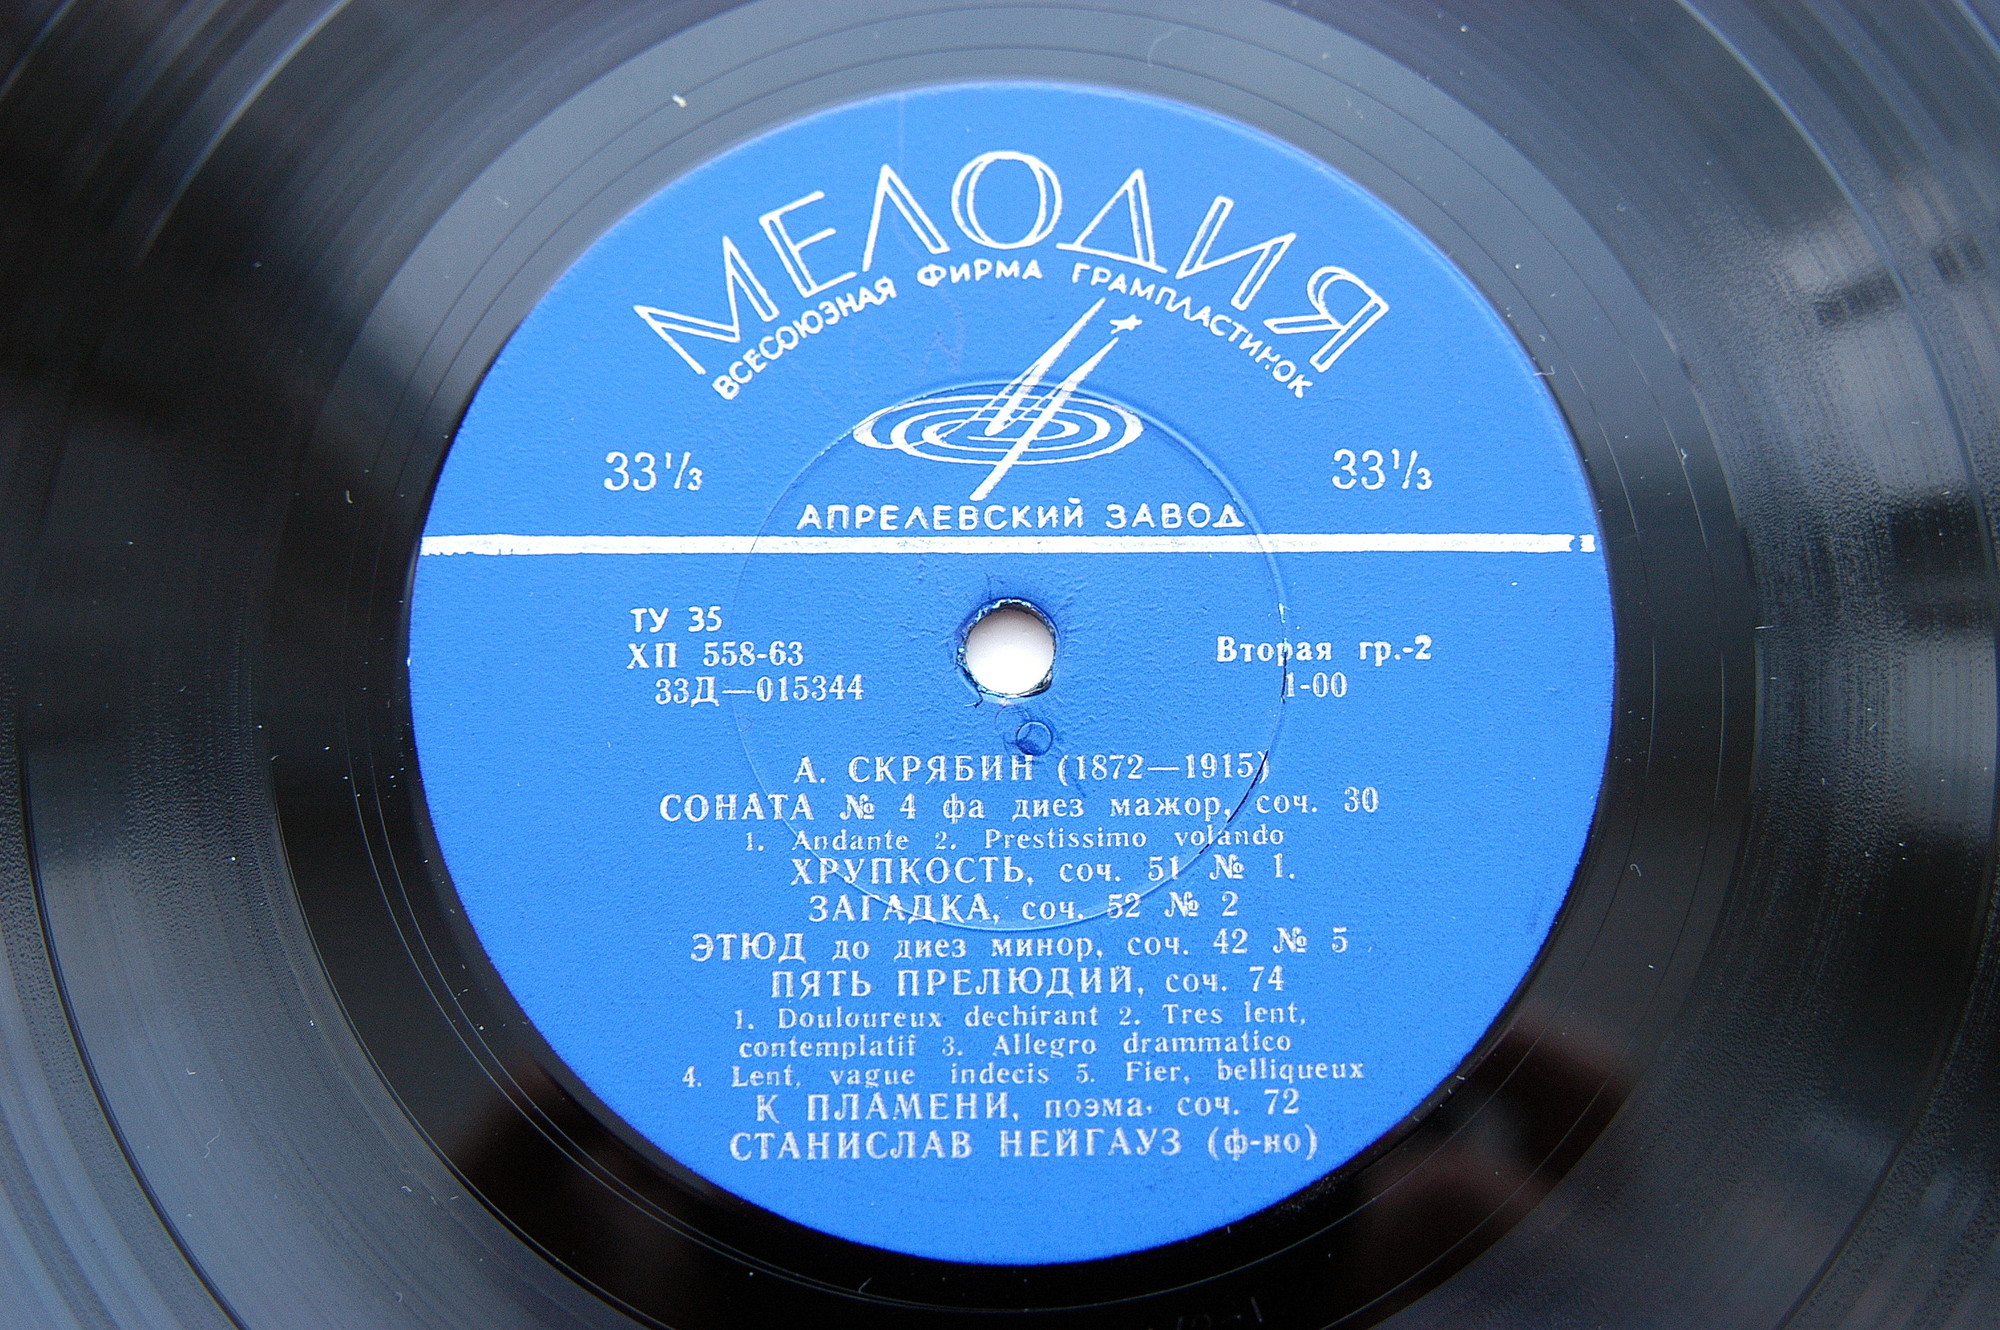 МЕЛОДИЯ
ВСЕСОЮЗНАЯ ФИРМА ГРАМПЛАСТИНОК
33⅓ 33⅓
АПРЕЛЕВСКИЙ ЗАВОД
ТУ 35
ХП 558-63 Вторая гр.-2
33Д—015344 1-00
А. СКРЯБИН (1872—1915)
СОНАТА № 4 фа диез мажор, соч. 30
1. Andante 2. Prestissimo volando
ХРУПКОСТЬ, соч. 51 № 1.
ЗАГАДКА, соч. 52 № 2
ЭТЮД до диез минор, соч. 42 № 5
ПЯТЬ ПРЕЛЮДИЙ, соч. 74
1. Douloureux dechirant 2. Tres lent,
contemplatif 3. Allegro drammatico
4. Lent, vague indecis 5. Fier, belliqueux
К ПЛАМЕНИ, поэма, соч. 72
СТАНИСЛАВ НЕЙГАУЗ (ф-но)